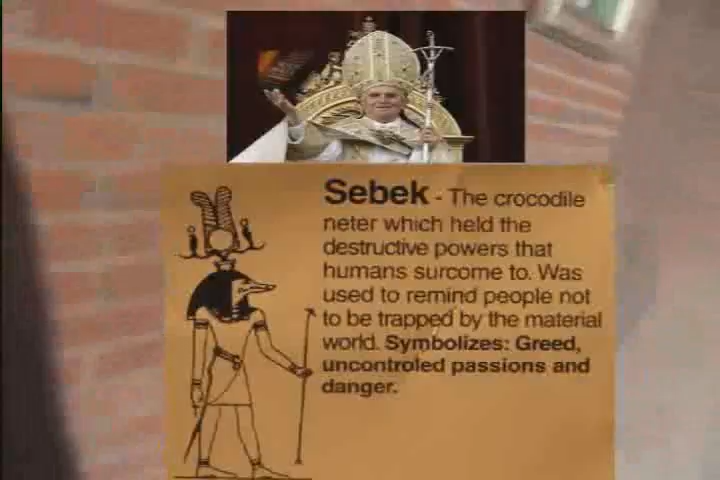 Sebek - The crocodile
neter which held the
destructive powers that
humans surcome to. Was
used to remind people not
to be trapped by the material
world. Symbolizes: Greed,
uncontroled passions and
danger.